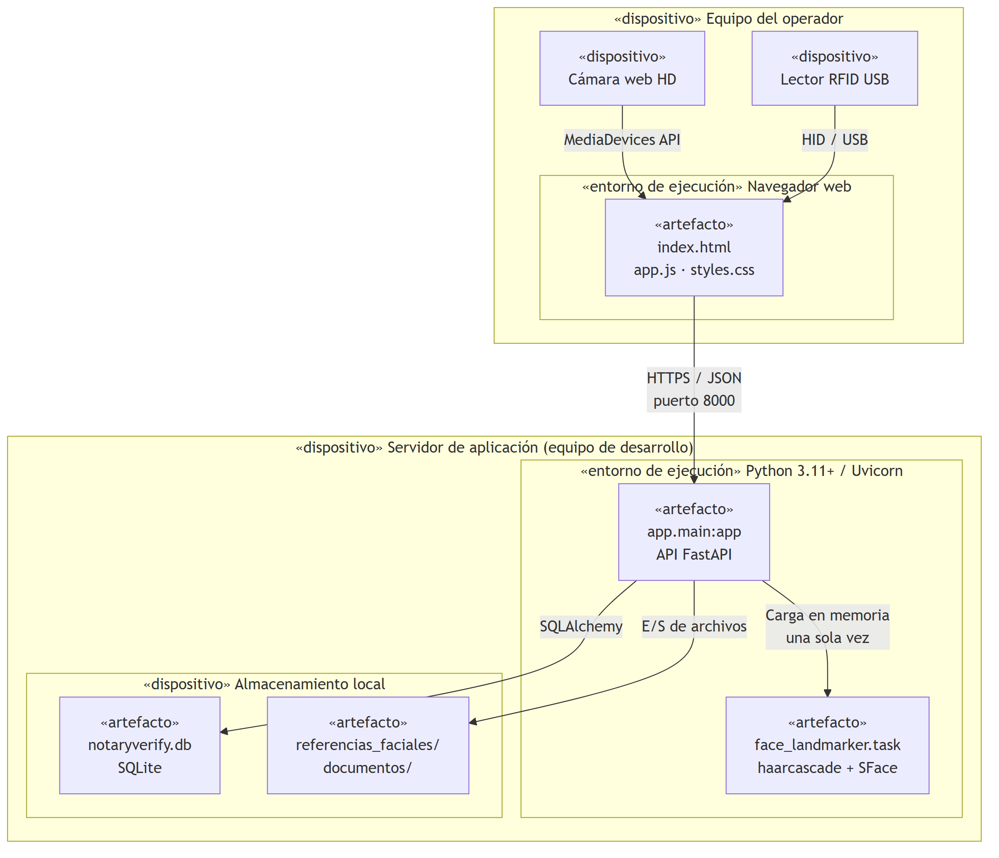 «dispositivo» Equipo del operador
«dispositivo»
Cámara web HD
«dispositivo»
Lector RFID USB
MediaDevices API
HID / USB
«entorno de ejecución» Navegador web
«artefacto»
index.html
app.js · styles.css
HTTPS / JSON
puerto 8000
«dispositivo» Servidor de aplicación (equipo de desarrollo)
«entorno de ejecución» Python 3.11+ / Uvicorn
«artefacto»
app.main:app
API FastAPI
SQLAlchemy
E/S de archivos
Carga en memoria
una sola vez
«dispositivo» Almacenamiento local
«artefacto»
notaryverify.db
SQLite
«artefacto»
referencias_faciales/
documentos/
«artefacto»
face_landmarker.task
haarcascade + SFace